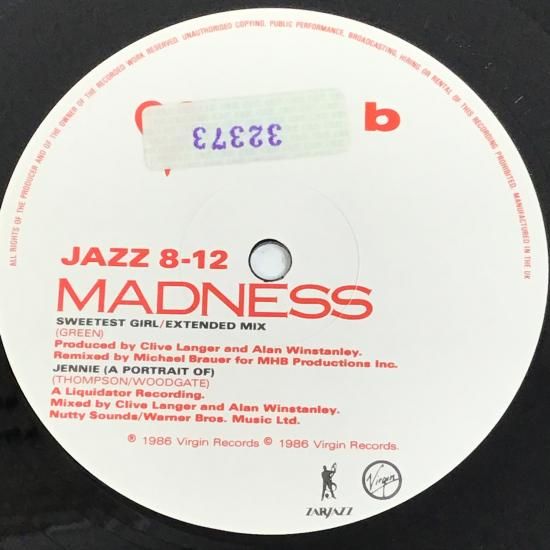 ALL RIGHTS OF THE PRODUCER AND OF THE OWNER OF THE RECORDED WORK RESERVED. UNAUTHORISED COPYING, PUBLIC PERFORMANCE, BROADCASTING, HIRING OR RENTAL OF THIS RECORDING PROHIBITED. MANUFACTURED IN THE UK
32373
b
JAZZ 8-12
MADNESS
SWEETEST GIRL/EXTENDED MIX
(GREEN)
Produced by Clive Langer and Alan Winstanley.
Remixed by Michael Brauer for MHB Productions Inc.
JENNIE (A PORTRAIT OF)
(THOMPSON/WOODGATE)
A Liquidator Recording.
Mixed by Clive Langer and Alan Winstanley.
Nutty Sounds/Warner Bros. Music Ltd.
℗ 1986 Virgin Records © 1986 Virgin Records.
ZARJAZZ
Virgin